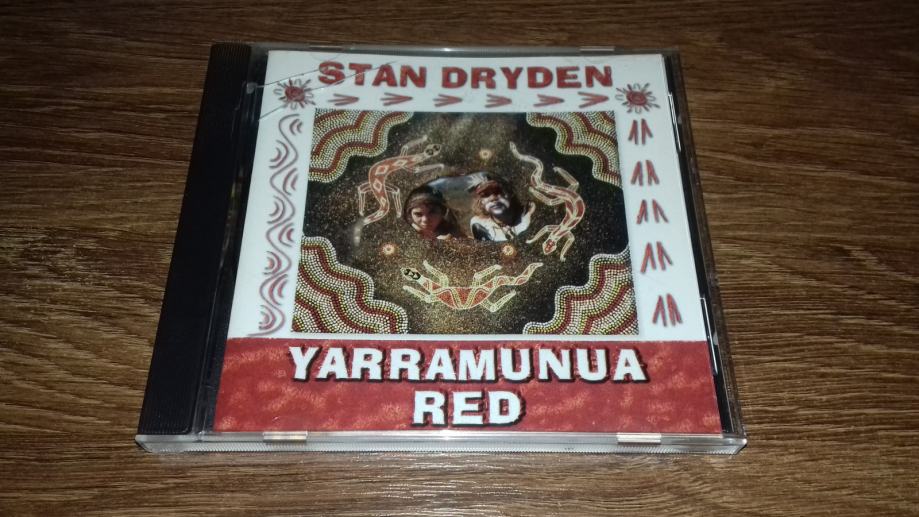 STAN DRYDEN
YARRAMUNUA
RED